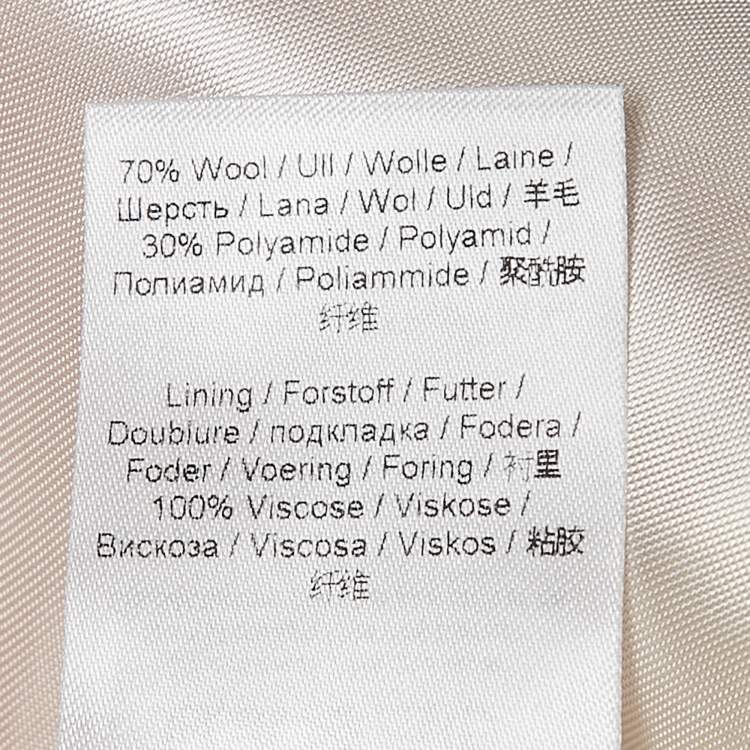 70% Wool / Ull / Wolle / Laine /
Шерсть / Lana / Wol / Uld / 羊毛
30% Polyamide / Polyamid /
Полиамид / Poliammide / 聚酰胺
纤维
Lining / Forstoff / Futter /
Doubiure / подкладка / Fodera /
Foder / Voering / Foring / 衬里
100% Viscose / Viskose /
Вискоза / Viscosa / Viskos / 粘胶
纤维